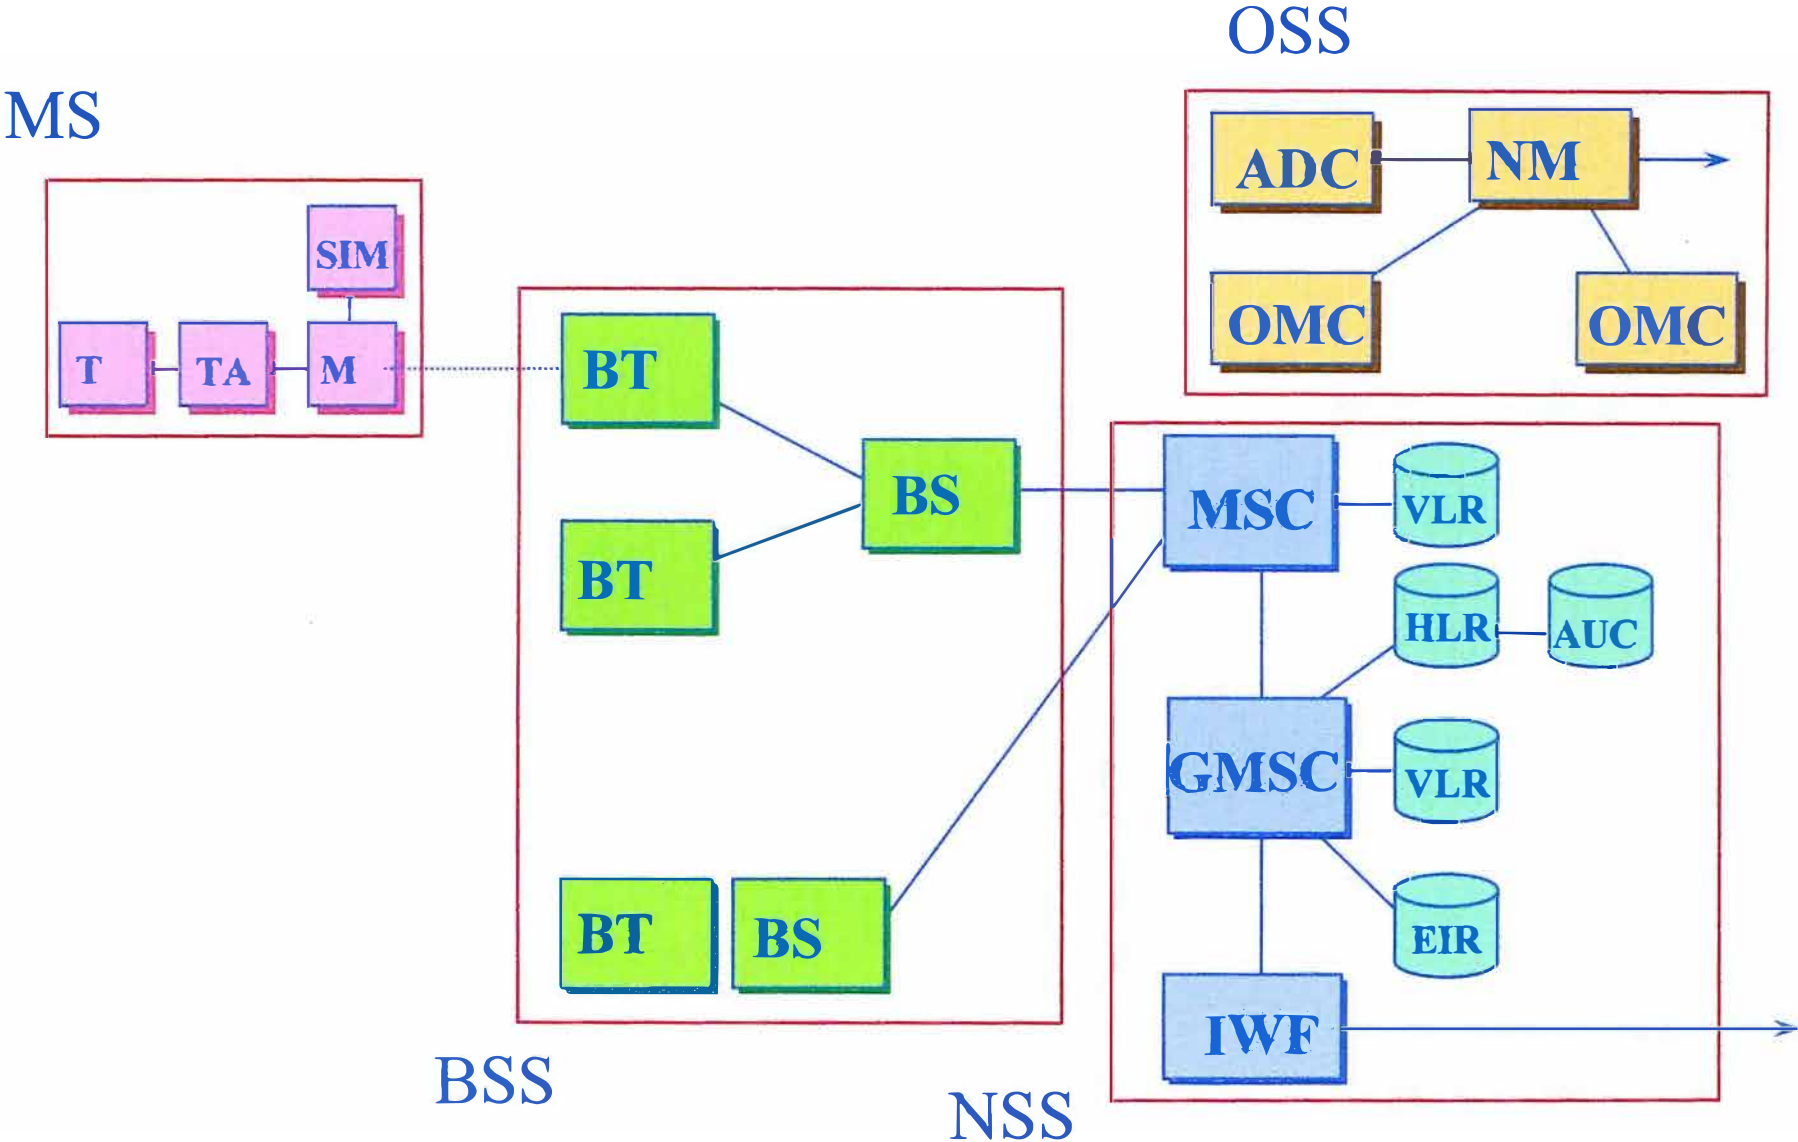 OSS
MS
ADC
NM
OMC
OMC
SIM
T
TA
M
BT
BT
BS
BT
BS
BSS
MSC
VLR
HLR
AUC
GMSC
VLR
EIR
IWF
NSS